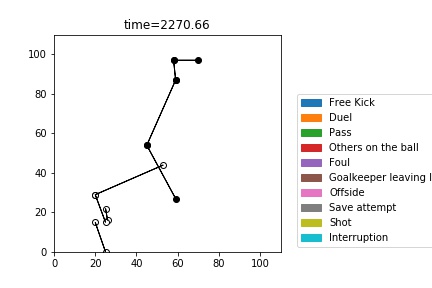 time=2270.66
100
80
60
40
20
0
0 20 40 60 80 100
Free Kick
Duel
Pass
Others on the ball
Foul
Goalkeeper leaving l
Offside
Save attempt
Shot
Interruption